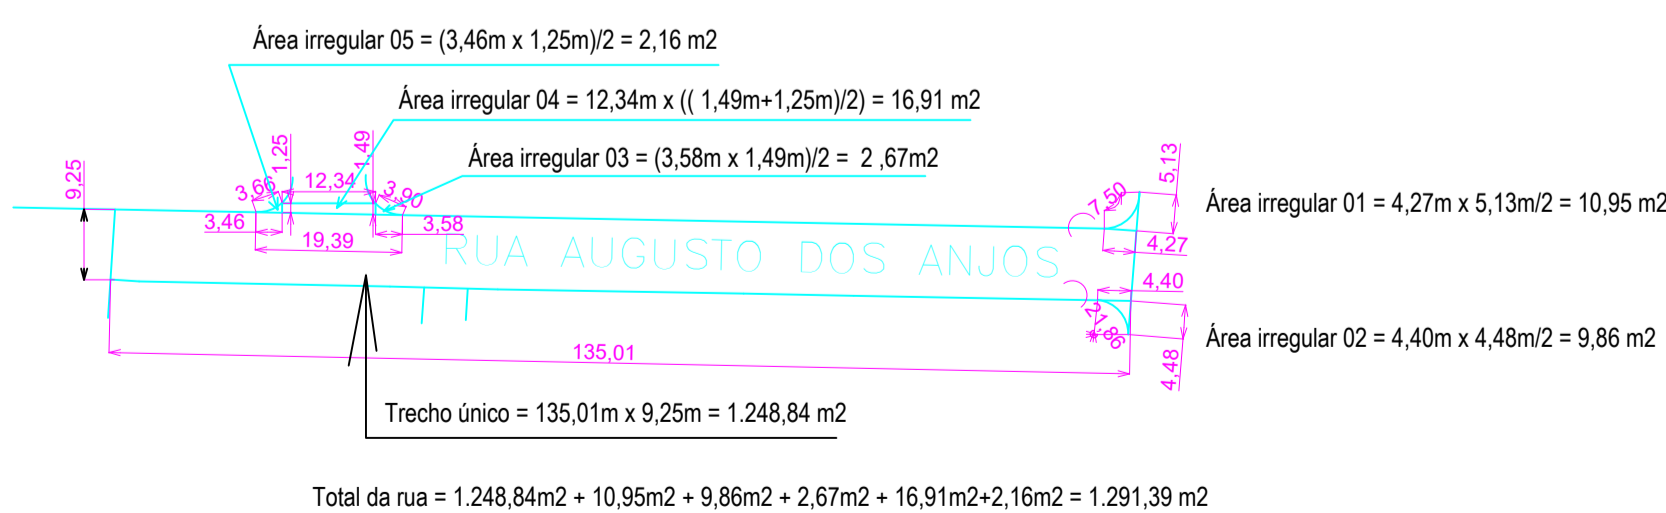 Área irregular 05 = (3,46m x 1,25m)/2 = 2,16 m2
Área irregular 04 = 12,34m x (( 1,49m+1,25m)/2) = 16,91 m2
Área irregular 03 = (3,58m x 1,49m)/2 = 2 ,67m2
9,25
1,25
1,49
3,66
12,34
3,90
3,46
19,39
3,58
RUA AUGUSTO DOS ANJOS
5,13
7,50
4,27
Área irregular 01 = 4,27m x 5,13m/2 = 10,95 m2
4,40
21,86
4,48
Área irregular 02 = 4,40m x 4,48m/2 = 9,86 m2
135,01
Trecho único = 135,01m x 9,25m = 1.248,84 m2
Total da rua = 1.248,84m2 + 10,95m2 + 9,86m2 + 2,67m2 + 16,91m2+2,16m2 = 1.291,39 m2